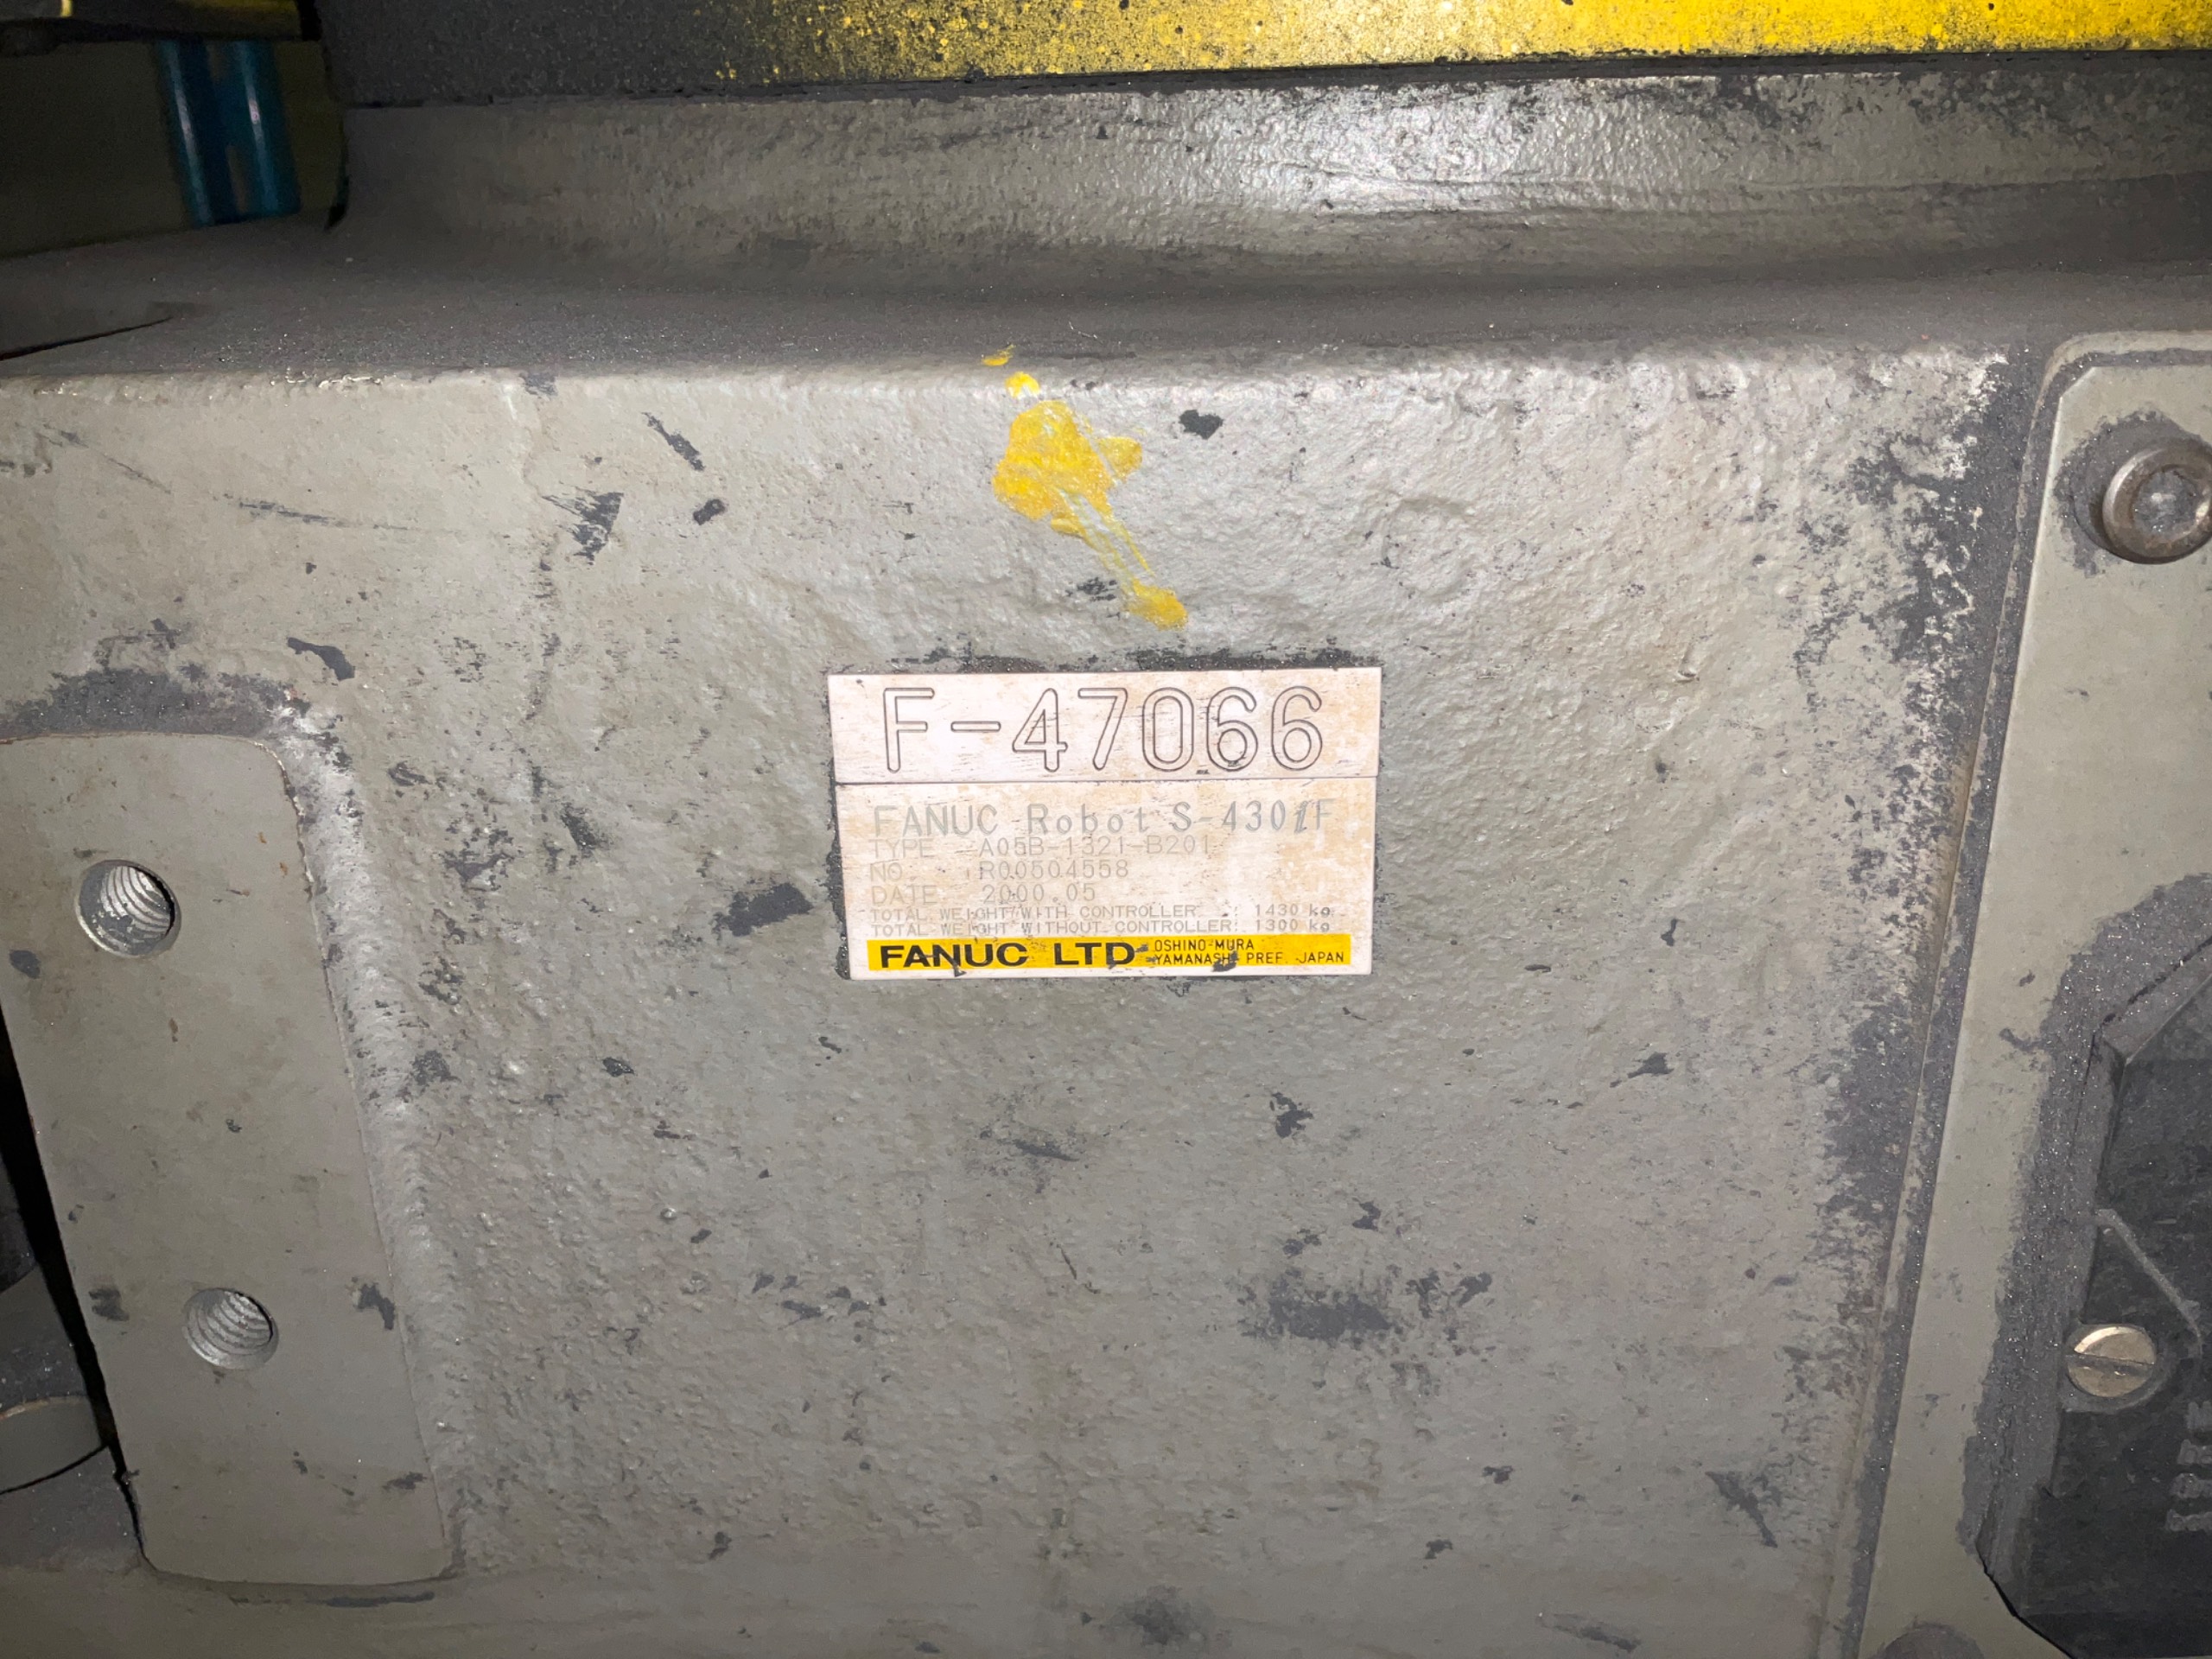 F-47066
FANUC Robot S-430iF
TYPE A05B-1321-B201
NO. R00504558
DATE 2000.05
TOTAL WEIGHT WITH CONTROLLER : 1430 kg
TOTAL WEIGHT WITHOUT CONTROLLER: 1300 kg
FANUC LTD OSHINO-MURA
YAMANASHI PREF. JAPAN